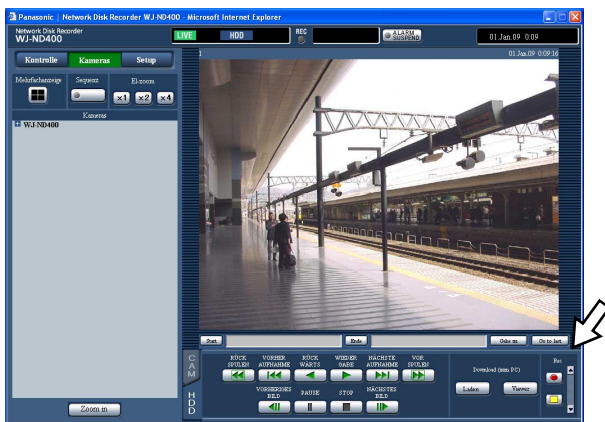 Panasonic | Network Disk Recorder WJ-ND400 - Microsoft Internet Explorer
Network Disk Recorder
WJ-ND400
LIVE HDD REC ALARM SUSPEND 01.Jan.09 0:09
Kontrolle Kameras Setup
1 01.Jan.09 0:09:16
Mehrfachanzeige Sequenz El-zoom
x1 x2 x4
Kameras
WJ-ND400
Start Ende Gehe zu Go to last
CAM
HDD
RÜCK SPULEN VORHER AUFNAHME RÜCK WÄRTS WIEDER GABE NÄCHSTE AUFNAHME VOR SPULEN
Download (zum PC) Rec
Laden Viewer
VORHERIGES BILD PAUSE STOP NÄCHSTES BILD
Zoom in